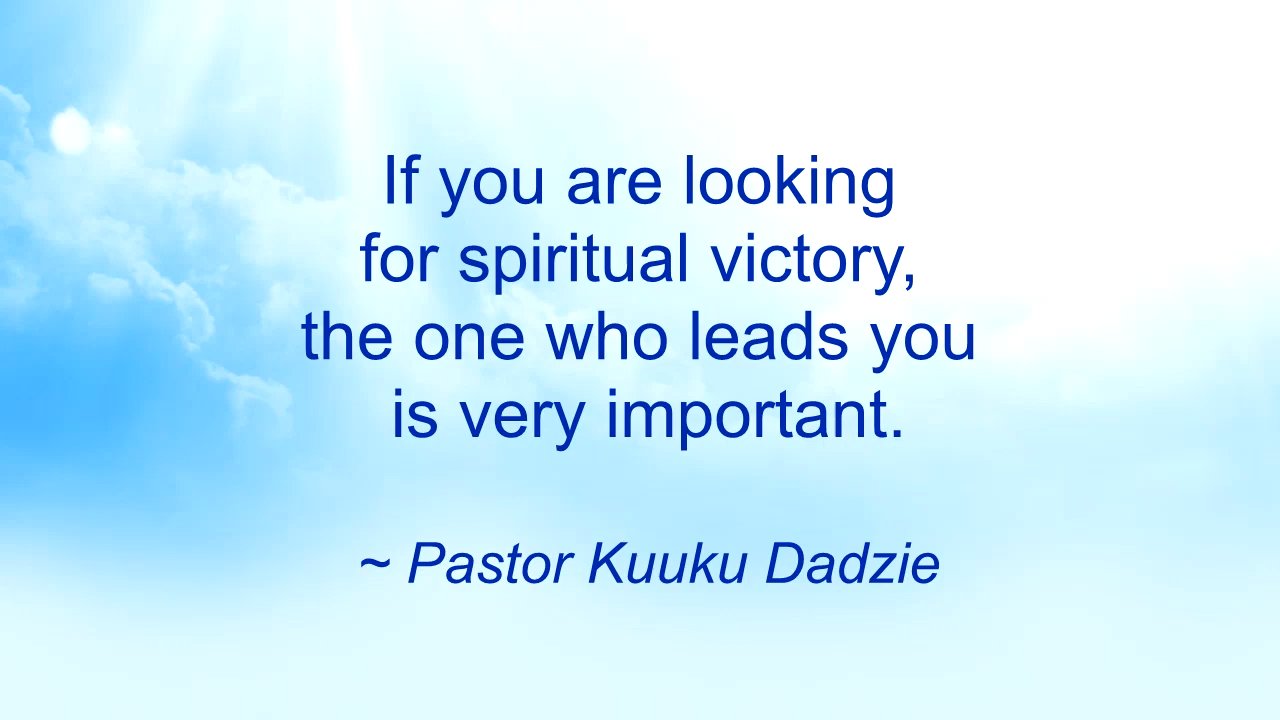 If you are looking
for spiritual victory,
the one who leads you
is very important.
~ Pastor Kuuku Dadzie